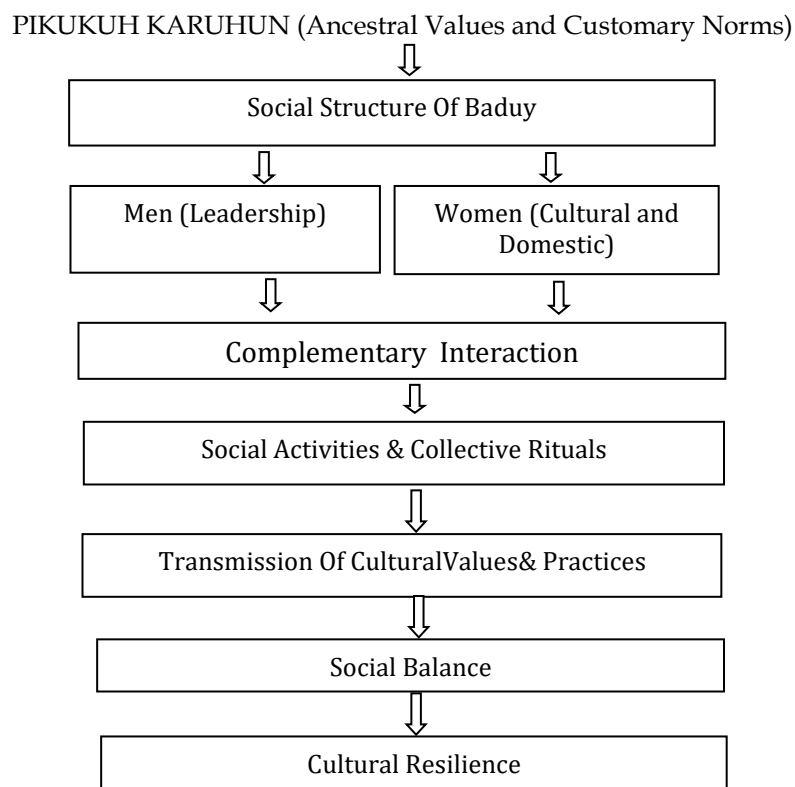 PIKUKUH KARUHUN (Ancestral Values and Customary Norms)
Social Structure Of Baduy
Men (Leadership)
Women (Cultural and
Domestic)
Complementary Interaction
Social Activities & Collective Rituals
Transmission Of CulturalValues& Practices
Social Balance
Cultural Resilience